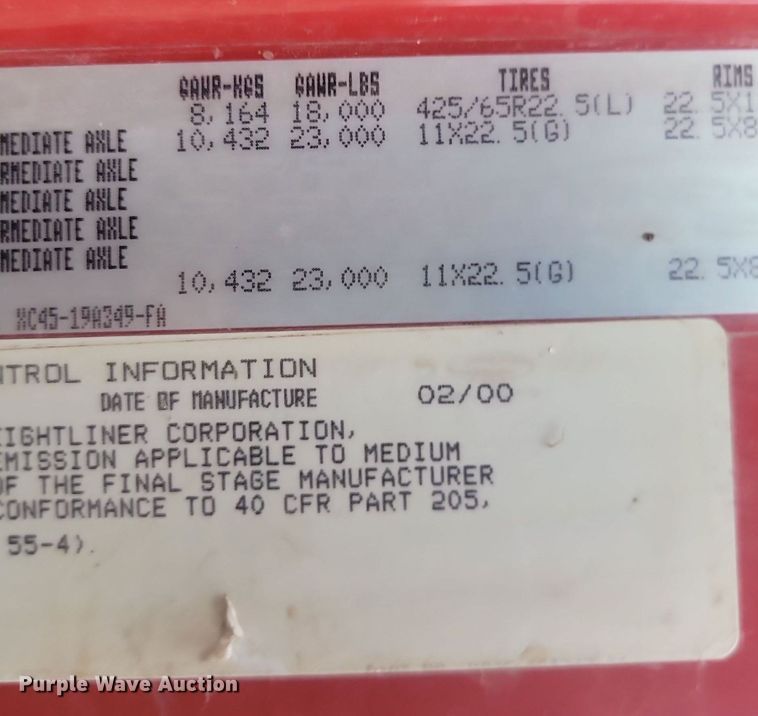 GAWR-KGS GAWR-LBS TIRES RIMS
8,164 18,000 425/65R22.5(L) 22.5X1
MEDIATE AXLE 10,432 23,000 11X22.5(G) 22.5X8
RMEDIATE AXLE
MEDIATE AXLE
RMEDIATE AXLE
MEDIATE AXLE
10,432 23,000 11X22.5(G) 22.5X8
XC45-19A349-FA
NTROL INFORMATION
DATE OF MANUFACTURE 02/00
EIGHTLINER CORPORATION,
EMISSION APPLICABLE TO MEDIUM
OF THE FINAL STAGE MANUFACTURER
CONFORMANCE TO 40 CFR PART 205,
55-4).
Purple Wave Auction